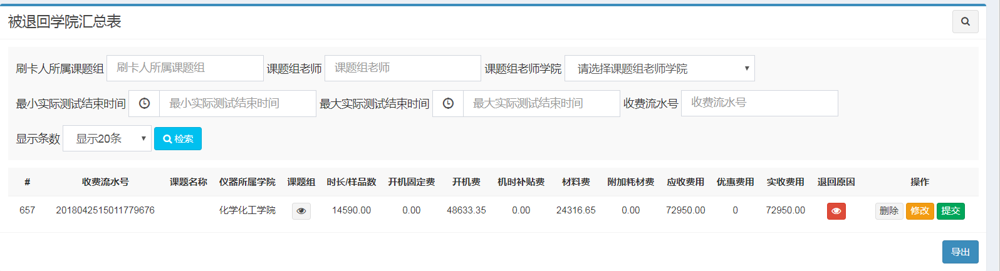 被退回学院汇总表
刷卡人所属课题组 刷卡人所属课题组 课题组老师 课题组老师 课题组老师学院 请选择课题组老师学院
最小实际测试结束时间 最小实际测试结束时间 最大实际测试结束时间 最大实际测试结束时间 收费流水号 收费流水号
显示条数 显示20条 检索
# 收费流水号 课题名称 仪器所属学院 课题组 时长/样品数 开机固定费 开机费 机时补贴费 材料费 附加耗材费 应收费用 优惠费用 实收费用 退回原因 操作
657 2018042515011779676 化学化工学院 14590.00 0.00 48633.35 0.00 24316.65 0.00 72950.00 0 72950.00 删除 修改 提交
导出